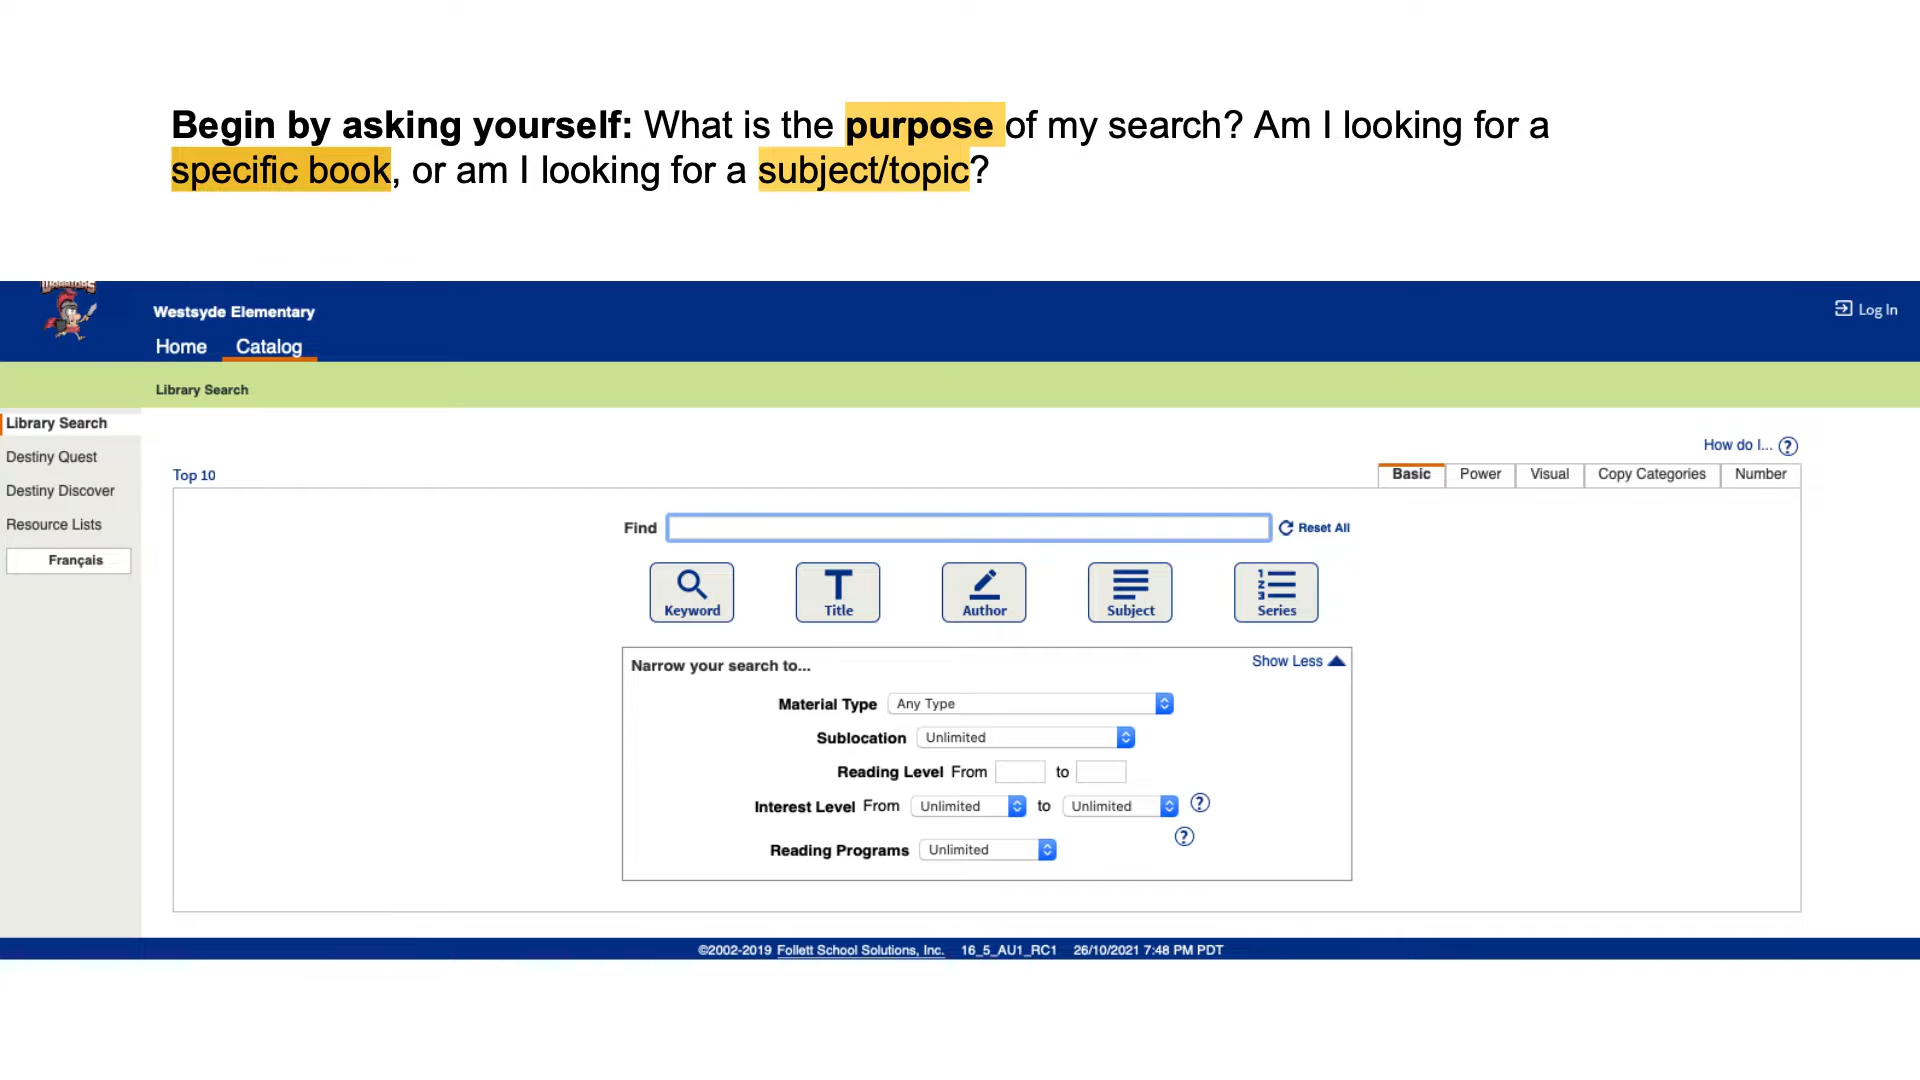 Begin by asking yourself: What is the purpose of my search? Am I looking for a
specific book, or am I looking for a subject/topic?
WARRIORS
Westsyde Elementary
Log In
Home Catalog
Library Search
Library Search
Destiny Quest
Destiny Discover
Resource Lists
Français
How do I... ?
Top 10
Basic Power Visual Copy Categories Number
Find Reset All
Keyword Title Author Subject Series
Narrow your search to... Show Less
Material Type Any Type
Sublocation Unlimited
Reading Level From to
Interest Level From Unlimited to Unlimited ?
?
Reading Programs Unlimited
©2002-2019 Follett School Solutions, Inc. 16_5_AU1_RC1 26/10/2021 7:48 PM PDT